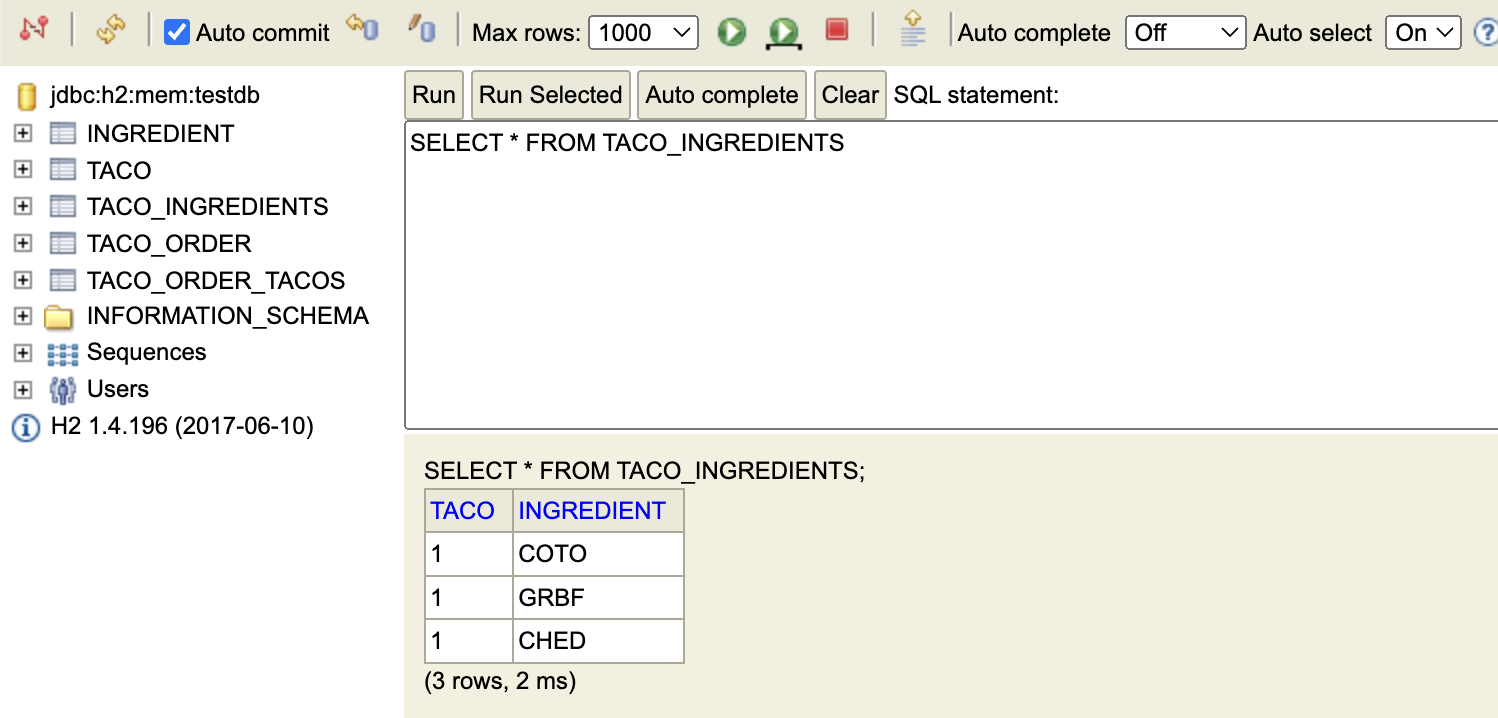 Auto commit Max rows: 1000 Auto complete Off Auto select On ?
jdbc:h2:mem:testdb
INGREDIENT
TACO
TACO_INGREDIENTS
TACO_ORDER
TACO_ORDER_TACOS
INFORMATION_SCHEMA
Sequences
Users
H2 1.4.196 (2017-06-10)
Run Run Selected Auto complete Clear SQL statement:
SELECT * FROM TACO_INGREDIENTS
SELECT * FROM TACO_INGREDIENTS;
TACO INGREDIENT
1 COTO
1 GRBF
1 CHED
(3 rows, 2 ms)